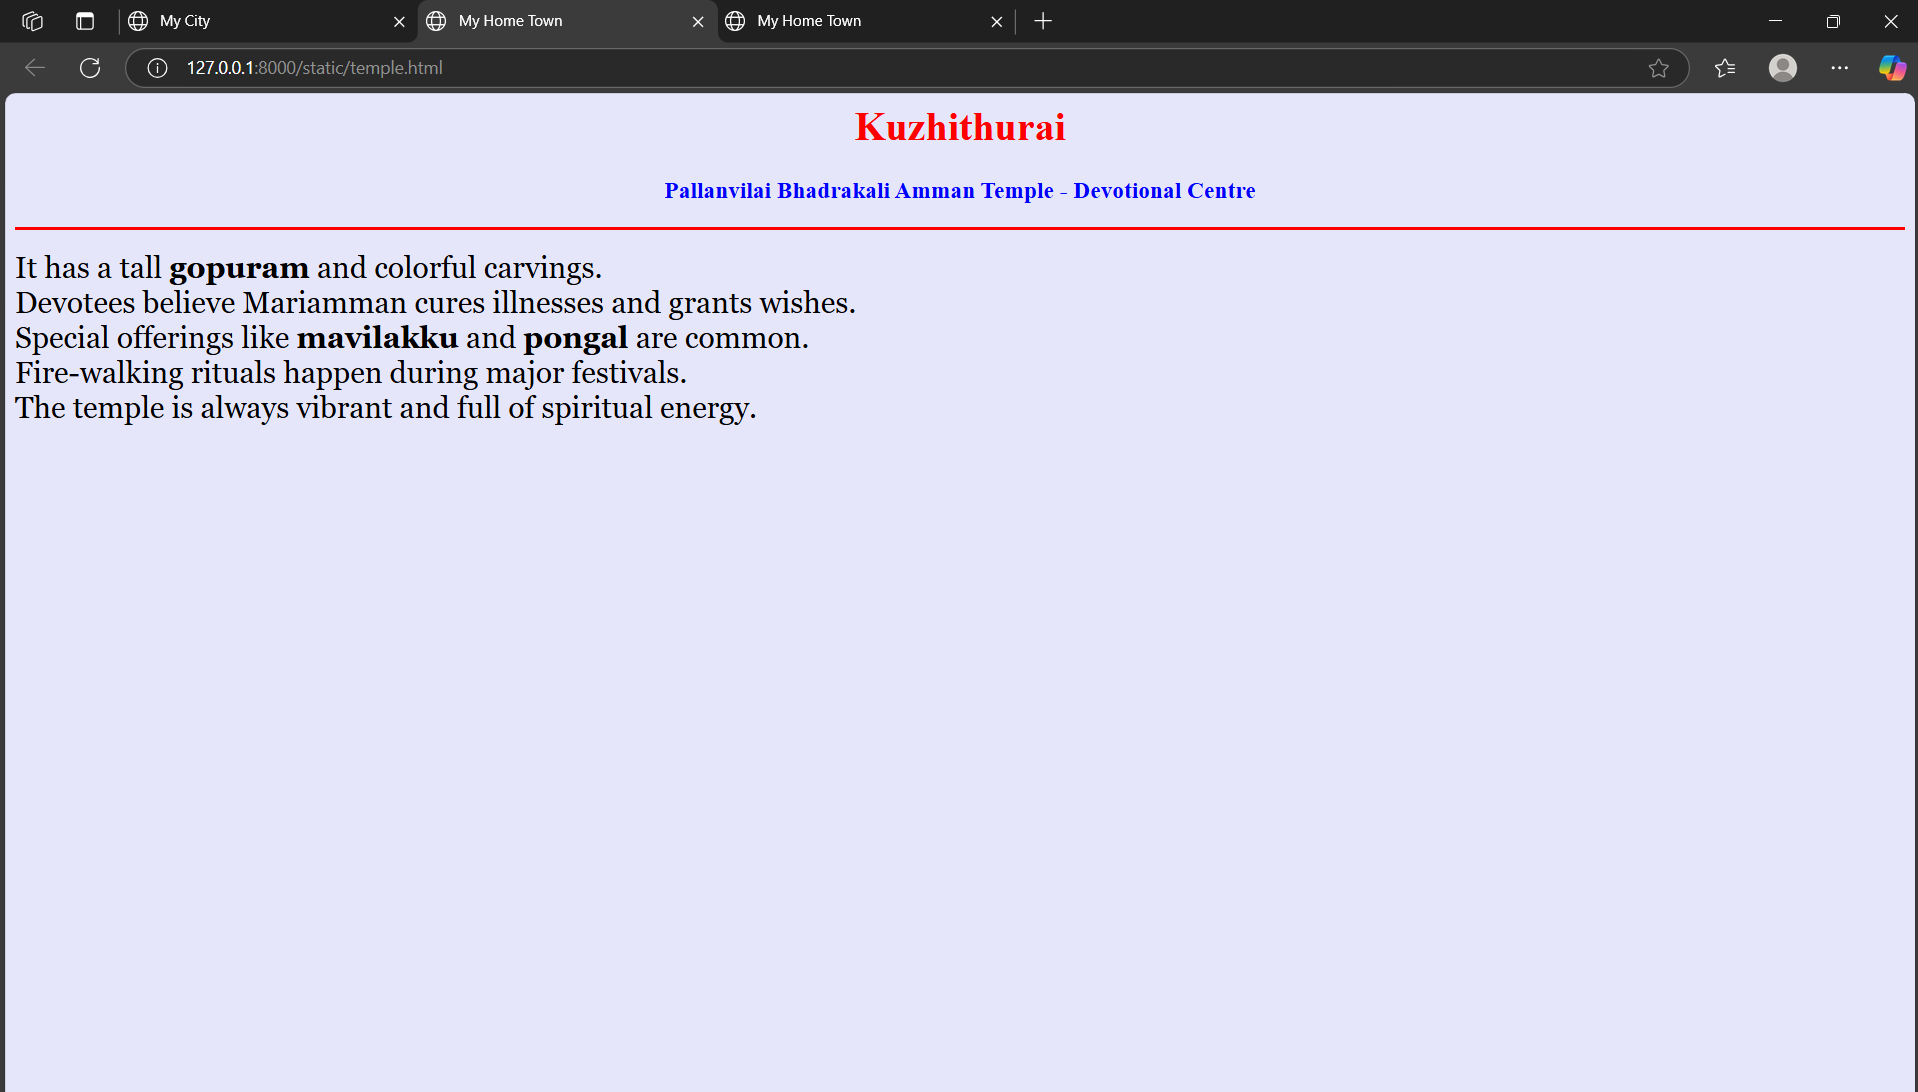 My City
My Home Town
My Home Town
127.0.0.1:8000/static/temple.html
Kuzhithurai
Pallanvilai Bhadrakali Amman Temple - Devotional Centre
It has a tall gopuram and colorful carvings.
Devotees believe Mariamman cures illnesses and grants wishes.
Special offerings like mavilakku and pongal are common.
Fire-walking rituals happen during major festivals.
The temple is always vibrant and full of spiritual energy.